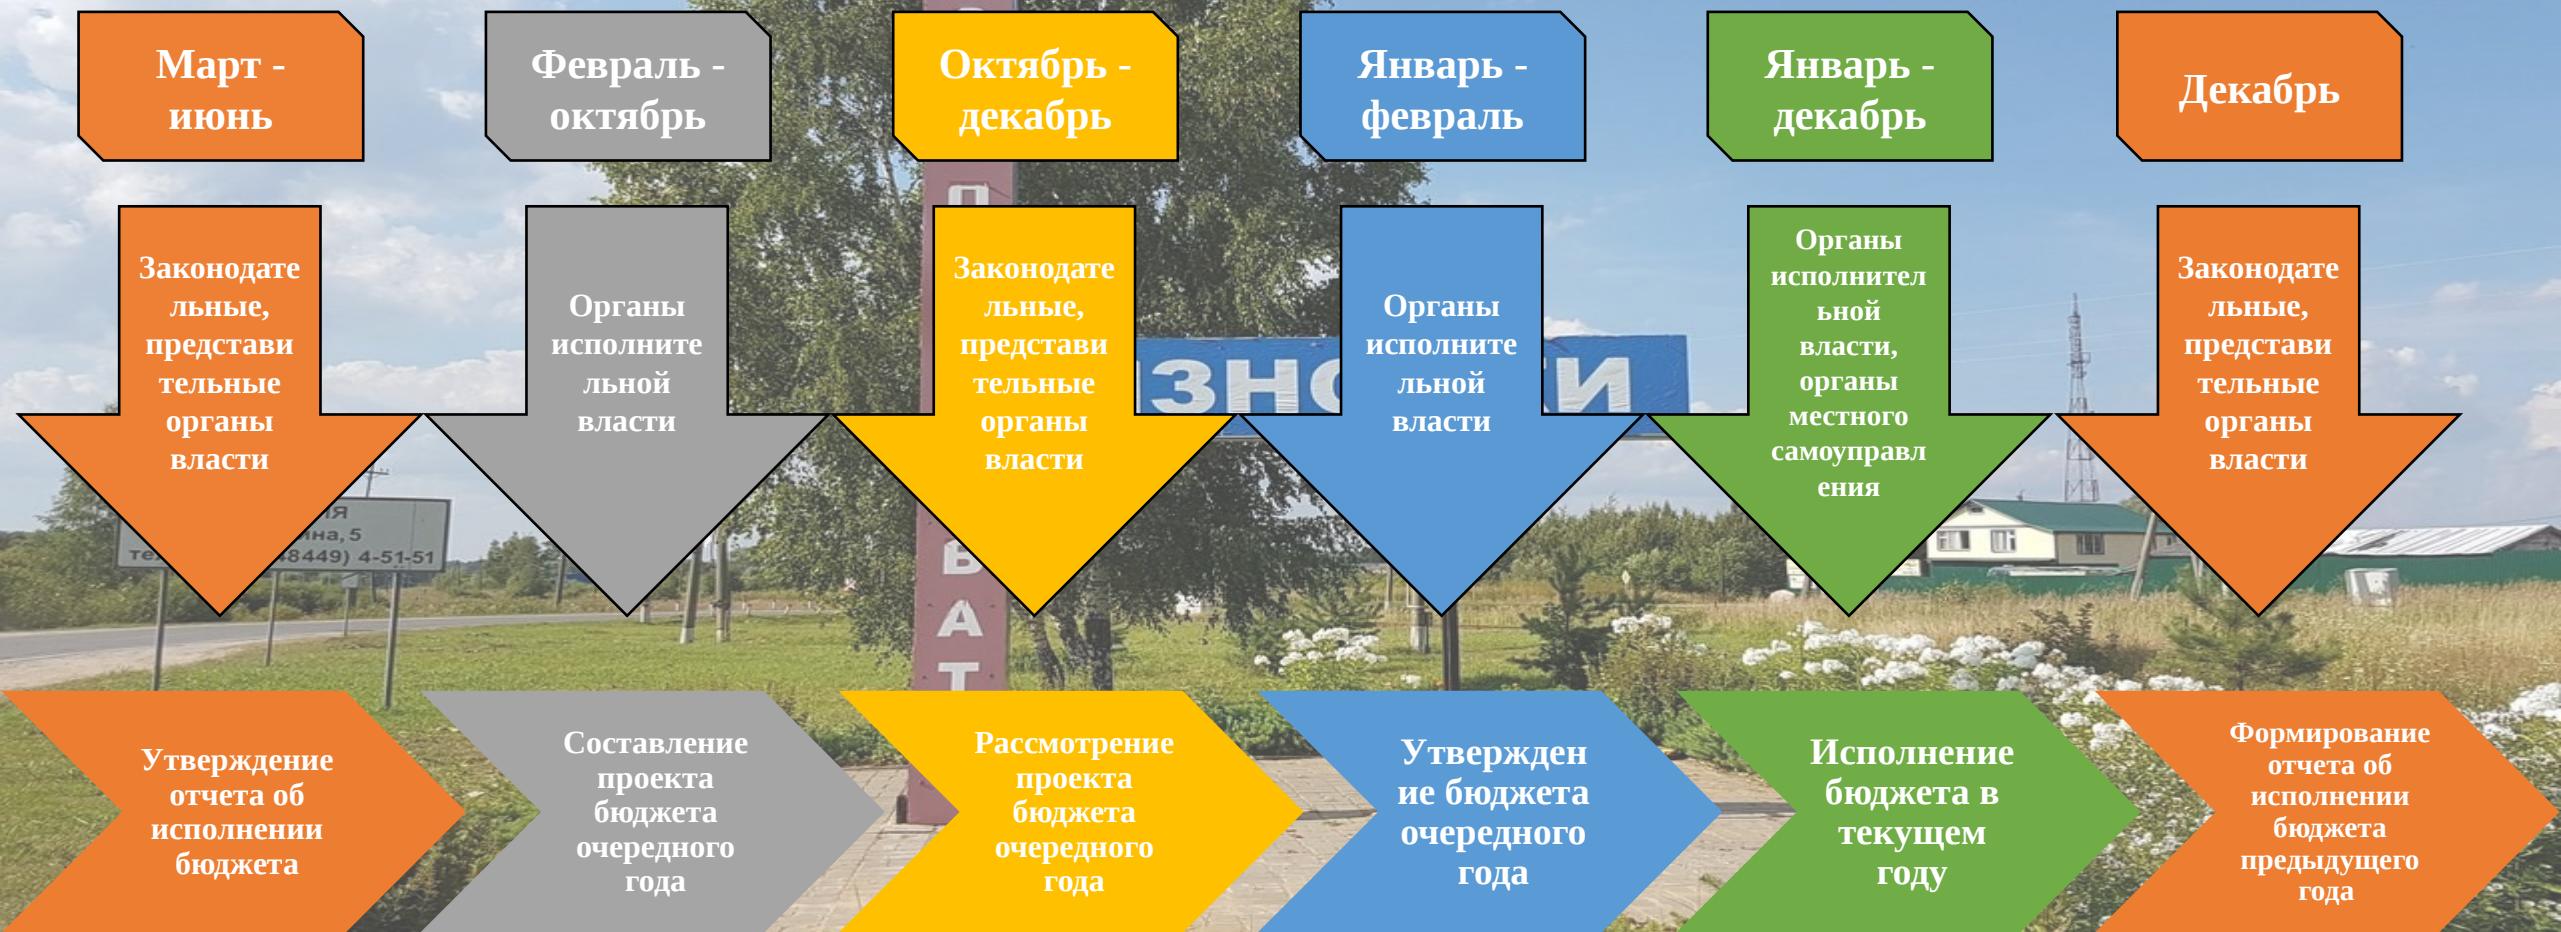 Март -
июнь
Февраль -
октябрь
Октябрь -
декабрь
Январь -
февраль
Январь -
декабрь
Декабрь
Законодате
льные,
представи
тельные
органы
власти
Органы
исполните
льной
власти
Законодате
льные,
представи
тельные
органы
власти
Органы
исполните
льной
власти
Органы
исполнител
ьной
власти,
органы
местного
самоуправл
ения
Законодате
льные,
представи
тельные
органы
власти
48449) 4-51-51
Утверждение
отчета об
исполнении
бюджета
Составление
проекта
бюджета
очередного
года
Рассмотрение
проекта
бюджета
очередного
года
Утвержден
ие бюджета
очередного
года
Исполнение
бюджета в
текущем
году
Формирование
отчета об
исполнении
бюджета
предыдущего
года